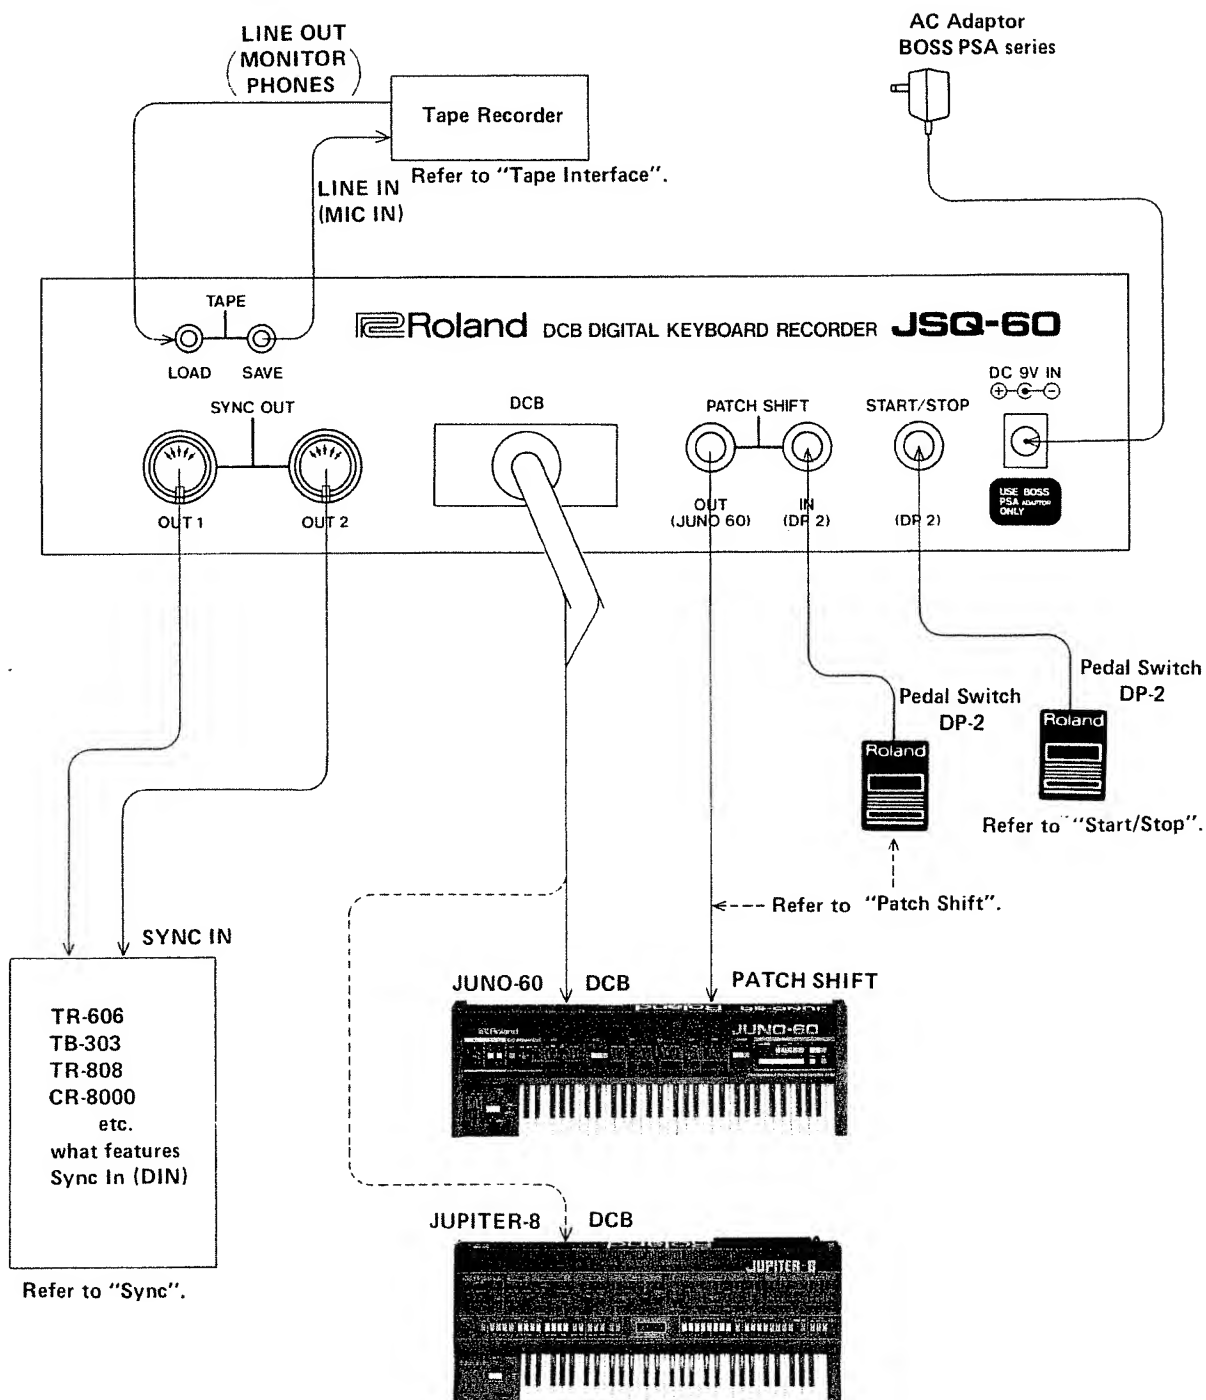 LINE OUT
(MONITOR
PHONES)
AC Adaptor
BOSS PSA series
Tape Recorder
Refer to "Tape Interface".
LINE IN
(MIC IN)
TAPE
LOAD SAVE
Roland DCB DIGITAL KEYBOARD RECORDER JSQ-60
DC 9V IN
+ −
SYNC OUT
DCB
PATCH SHIFT
START/STOP
OUT 1
OUT 2
OUT
(JUNO 60)
IN
(DP 2)
(DP 2)
USE BOSS
PSA ADAPTOR
ONLY
Pedal Switch
DP-2
Roland
Pedal Switch
DP-2
Roland
Refer to "Start/Stop".
Refer to "Patch Shift".
SYNC IN
TR-606
TB-303
TR-808
CR-8000
etc.
what features
Sync In (DIN)
Refer to "Sync".
JUNO-60 DCB PATCH SHIFT
Roland
JUNO-60
JUPITER-8 DCB
JUPITER-8